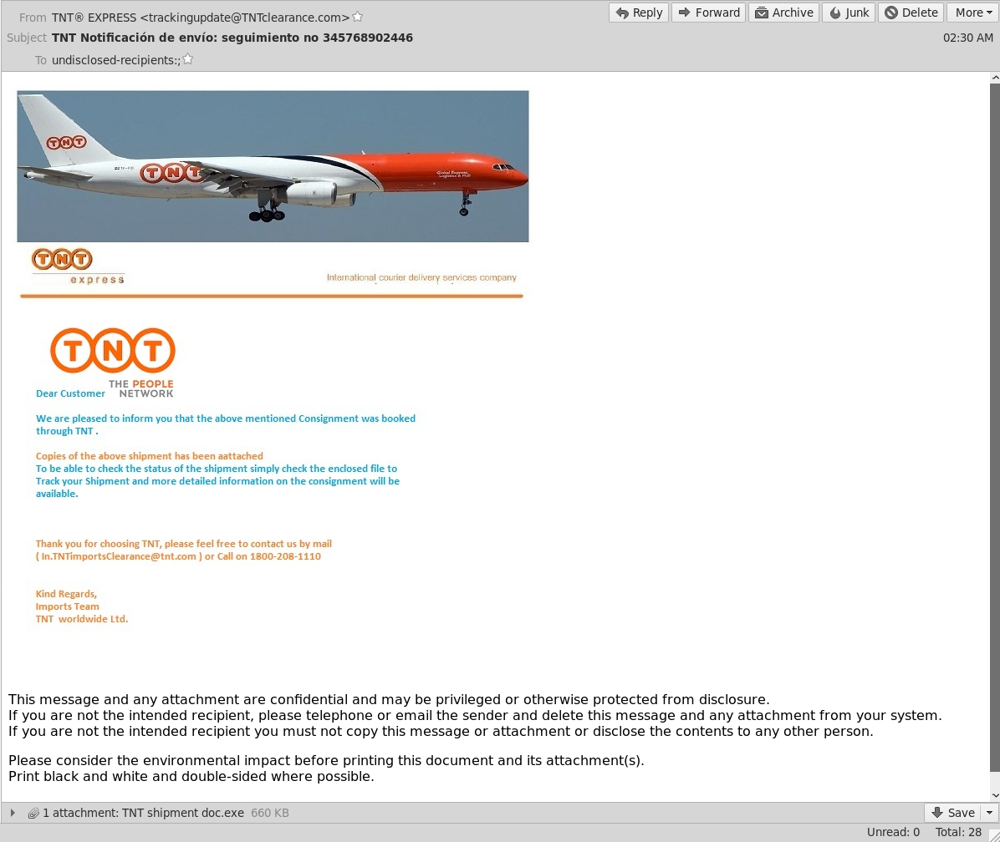 From TNT® EXPRESS <trackingupdate@TNTclearance.com>
Reply Forward Archive Junk Delete More
Subject TNT Notificación de envío: seguimiento no 345768902446
02:30 AM
To undisclosed-recipients:;
TNT
TNT
Global Express,
Logistics & Mail
TNT
express
International courier delivery services company
TNT
THE PEOPLE
NETWORK
Dear Customer
We are pleased to inform you that the above mentioned Consignment was booked
through TNT .
Copies of the above shipment has been aattached
To be able to check the status of the shipment simply check the enclosed file to
Track your Shipment and more detailed information on the consignment will be
available.
Thank you for choosing TNT, please feel free to contact us by mail
( In.TNTimportsClearance@tnt.com ) or Call on 1800-208-1110
Kind Regards,
Imports Team
TNT worldwide Ltd.
This message and any attachment are confidential and may be privileged or otherwise protected from disclosure.
If you are not the intended recipient, please telephone or email the sender and delete this message and any attachment from your system.
If you are not the intended recipient you must not copy this message or attachment or disclose the contents to any other person.
Please consider the environmental impact before printing this document and its attachment(s).
Print black and white and double-sided where possible.
1 attachment: TNT shipment doc.exe 660 KB
Save
Unread: 0 Total: 28